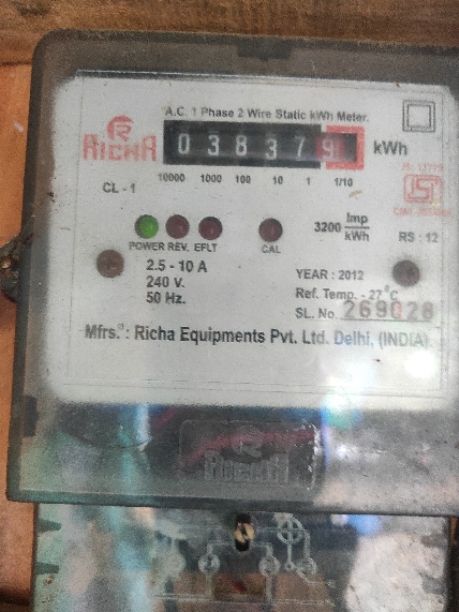 A.C. 1 Phase 2 Wire Static kWh Meter.
RICHA
0 3 8 3 7 9 kWh
10000 1000 100 10 1 1/10
CL - 1
POWER REV. EFLT CAL
3200 Imp/kWh
RS : 12
2.5 - 10 A
240 V.
50 Hz.
YEAR : 2012
Ref. Temp. - 27°C
SL. No. 269028
Mfrs.: Richa Equipments Pvt. Ltd. Delhi, (INDIA)
RICHA